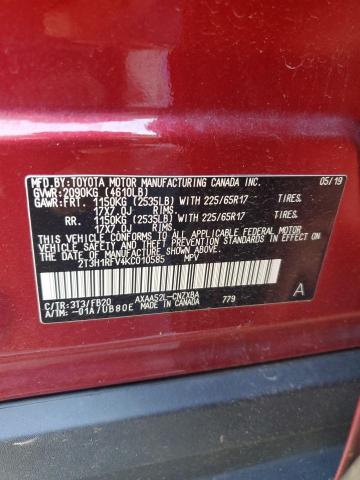 MFD.BY:TOYOTA MOTOR MANUFACTURING CANADA INC. 05/19
GVWR:2090KG (4610LB)
GAWR:FRT. 1150KG (2535LB) WITH 225/65R17 TIRES.
17X7.0J RIMS
RR. 1150KG (2535LB) WITH 225/65R17 TIRES.
17X7.0J RIMS
THIS VEHICLE CONFORMS TO ALL APPLICABLE FEDERAL MOTOR
VEHICLE SAFETY STANDARDS IN EFFECT ON THE DATE OF
MANUFACTURE SHOWN ABOVE.
2T3H1RFV4KC010585 MPV
C/TR:3T3/FB20 AXAA52L-CNZXBA 779 A
A/TM:-01A/UB80E MADE IN CANADA